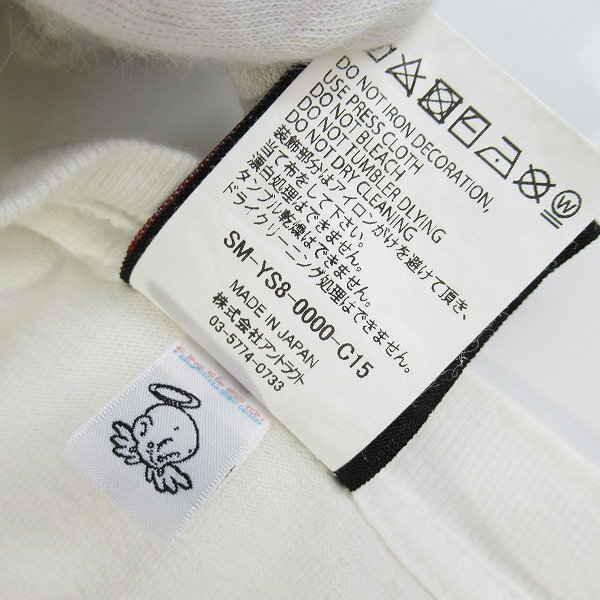 DO NOT IRON DECORATION,
USE PRESS CLOTH
DO NOT BLEACH
DO NOT TUMBLER DLYING
DO NOT DRY CLEANING
装飾部分はアイロンがけを避けて頂き、
当て布をして下さい。
漂白処理はできません。
タンブル乾燥はできません。
ドライクリーニング処理はできません。
SM-YS8-0000-C15
MADE IN JAPAN
株式会社アントラクト
03-5774-0733
W